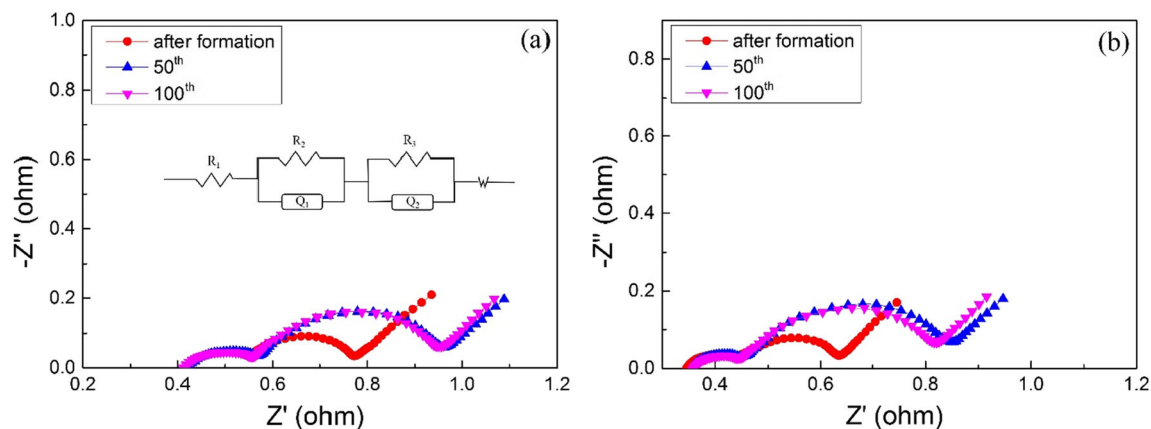 (a)
after formation
50th
100th
R1
R2
Q1
R3
Q2
W
-Z'' (ohm)
1.0
0.8
0.6
0.4
0.2
0.0
0.2
0.4
0.6
0.8
1.0
1.2
Z' (ohm)
(b)
after formation
50th
100th
-Z'' (ohm)
0.8
0.6
0.4
0.2
0.0
0.4
0.6
0.8
1.0
1.2
Z' (ohm)